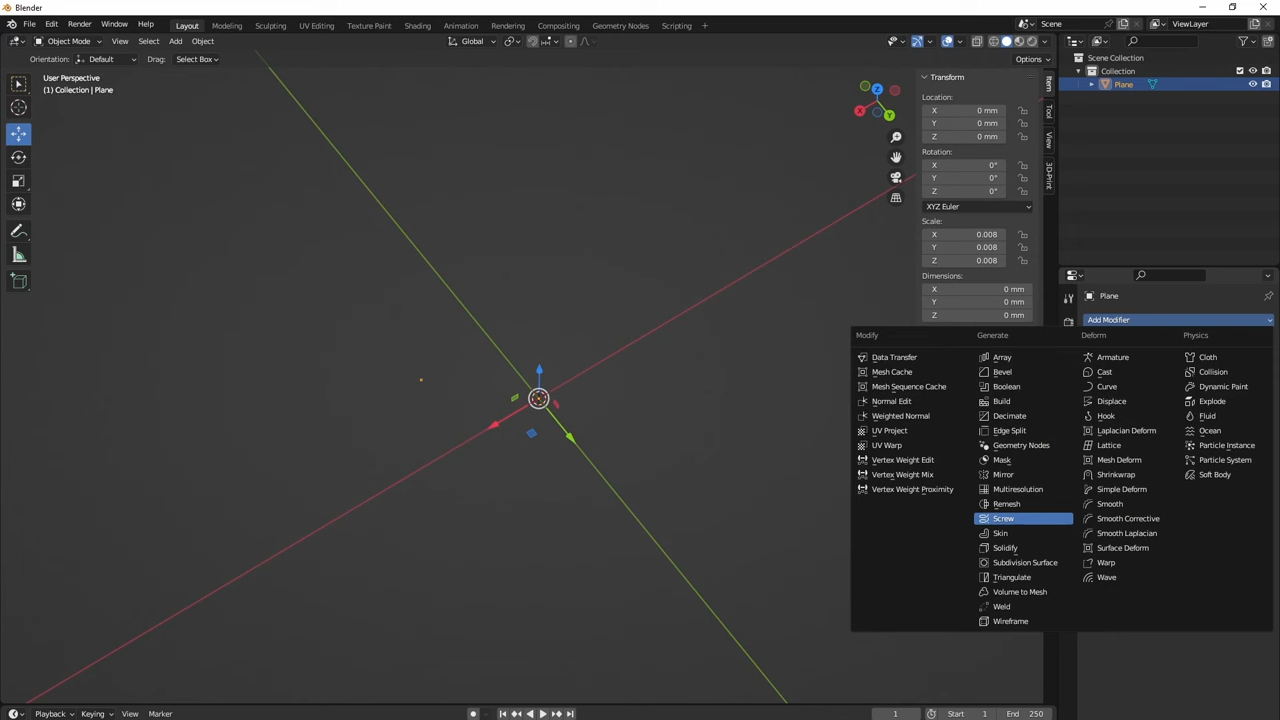 Blender
File Edit Render Window Help Layout Modeling Sculpting UV Editing Texture Paint Shading Animation Rendering Compositing Geometry Nodes Scripting + Scene ViewLayer
Object Mode View Select Add Object Global
Orientation: Default Drag: Select Box Options
User Perspective
(1) Collection | Plane
Z
X
Y
Transform
Location:
X 0 mm
Y 0 mm
Z 0 mm
Rotation:
X 0°
Y 0°
Z 0°
XYZ Euler
Scale:
X 0.008
Y 0.008
Z 0.008
Dimensions:
X 0 mm
Y 0 mm
Z 0 mm
Item
Tool
View
3D-Print
Scene Collection
Collection
Plane
Plane
Add Modifier
Modify
Data Transfer
Mesh Cache
Mesh Sequence Cache
Normal Edit
Weighted Normal
UV Project
UV Warp
Vertex Weight Edit
Vertex Weight Mix
Vertex Weight Proximity
Generate
Array
Bevel
Boolean
Build
Decimate
Edge Split
Geometry Nodes
Mask
Mirror
Multiresolution
Remesh
Screw
Skin
Solidify
Subdivision Surface
Triangulate
Volume to Mesh
Weld
Wireframe
Deform
Armature
Cast
Curve
Displace
Hook
Laplacian Deform
Lattice
Mesh Deform
Shrinkwrap
Simple Deform
Smooth
Smooth Corrective
Smooth Laplacian
Surface Deform
Warp
Wave
Physics
Cloth
Collision
Dynamic Paint
Explode
Fluid
Ocean
Particle Instance
Particle System
Soft Body
Playback Keying View Marker 1 Start 1 End 250